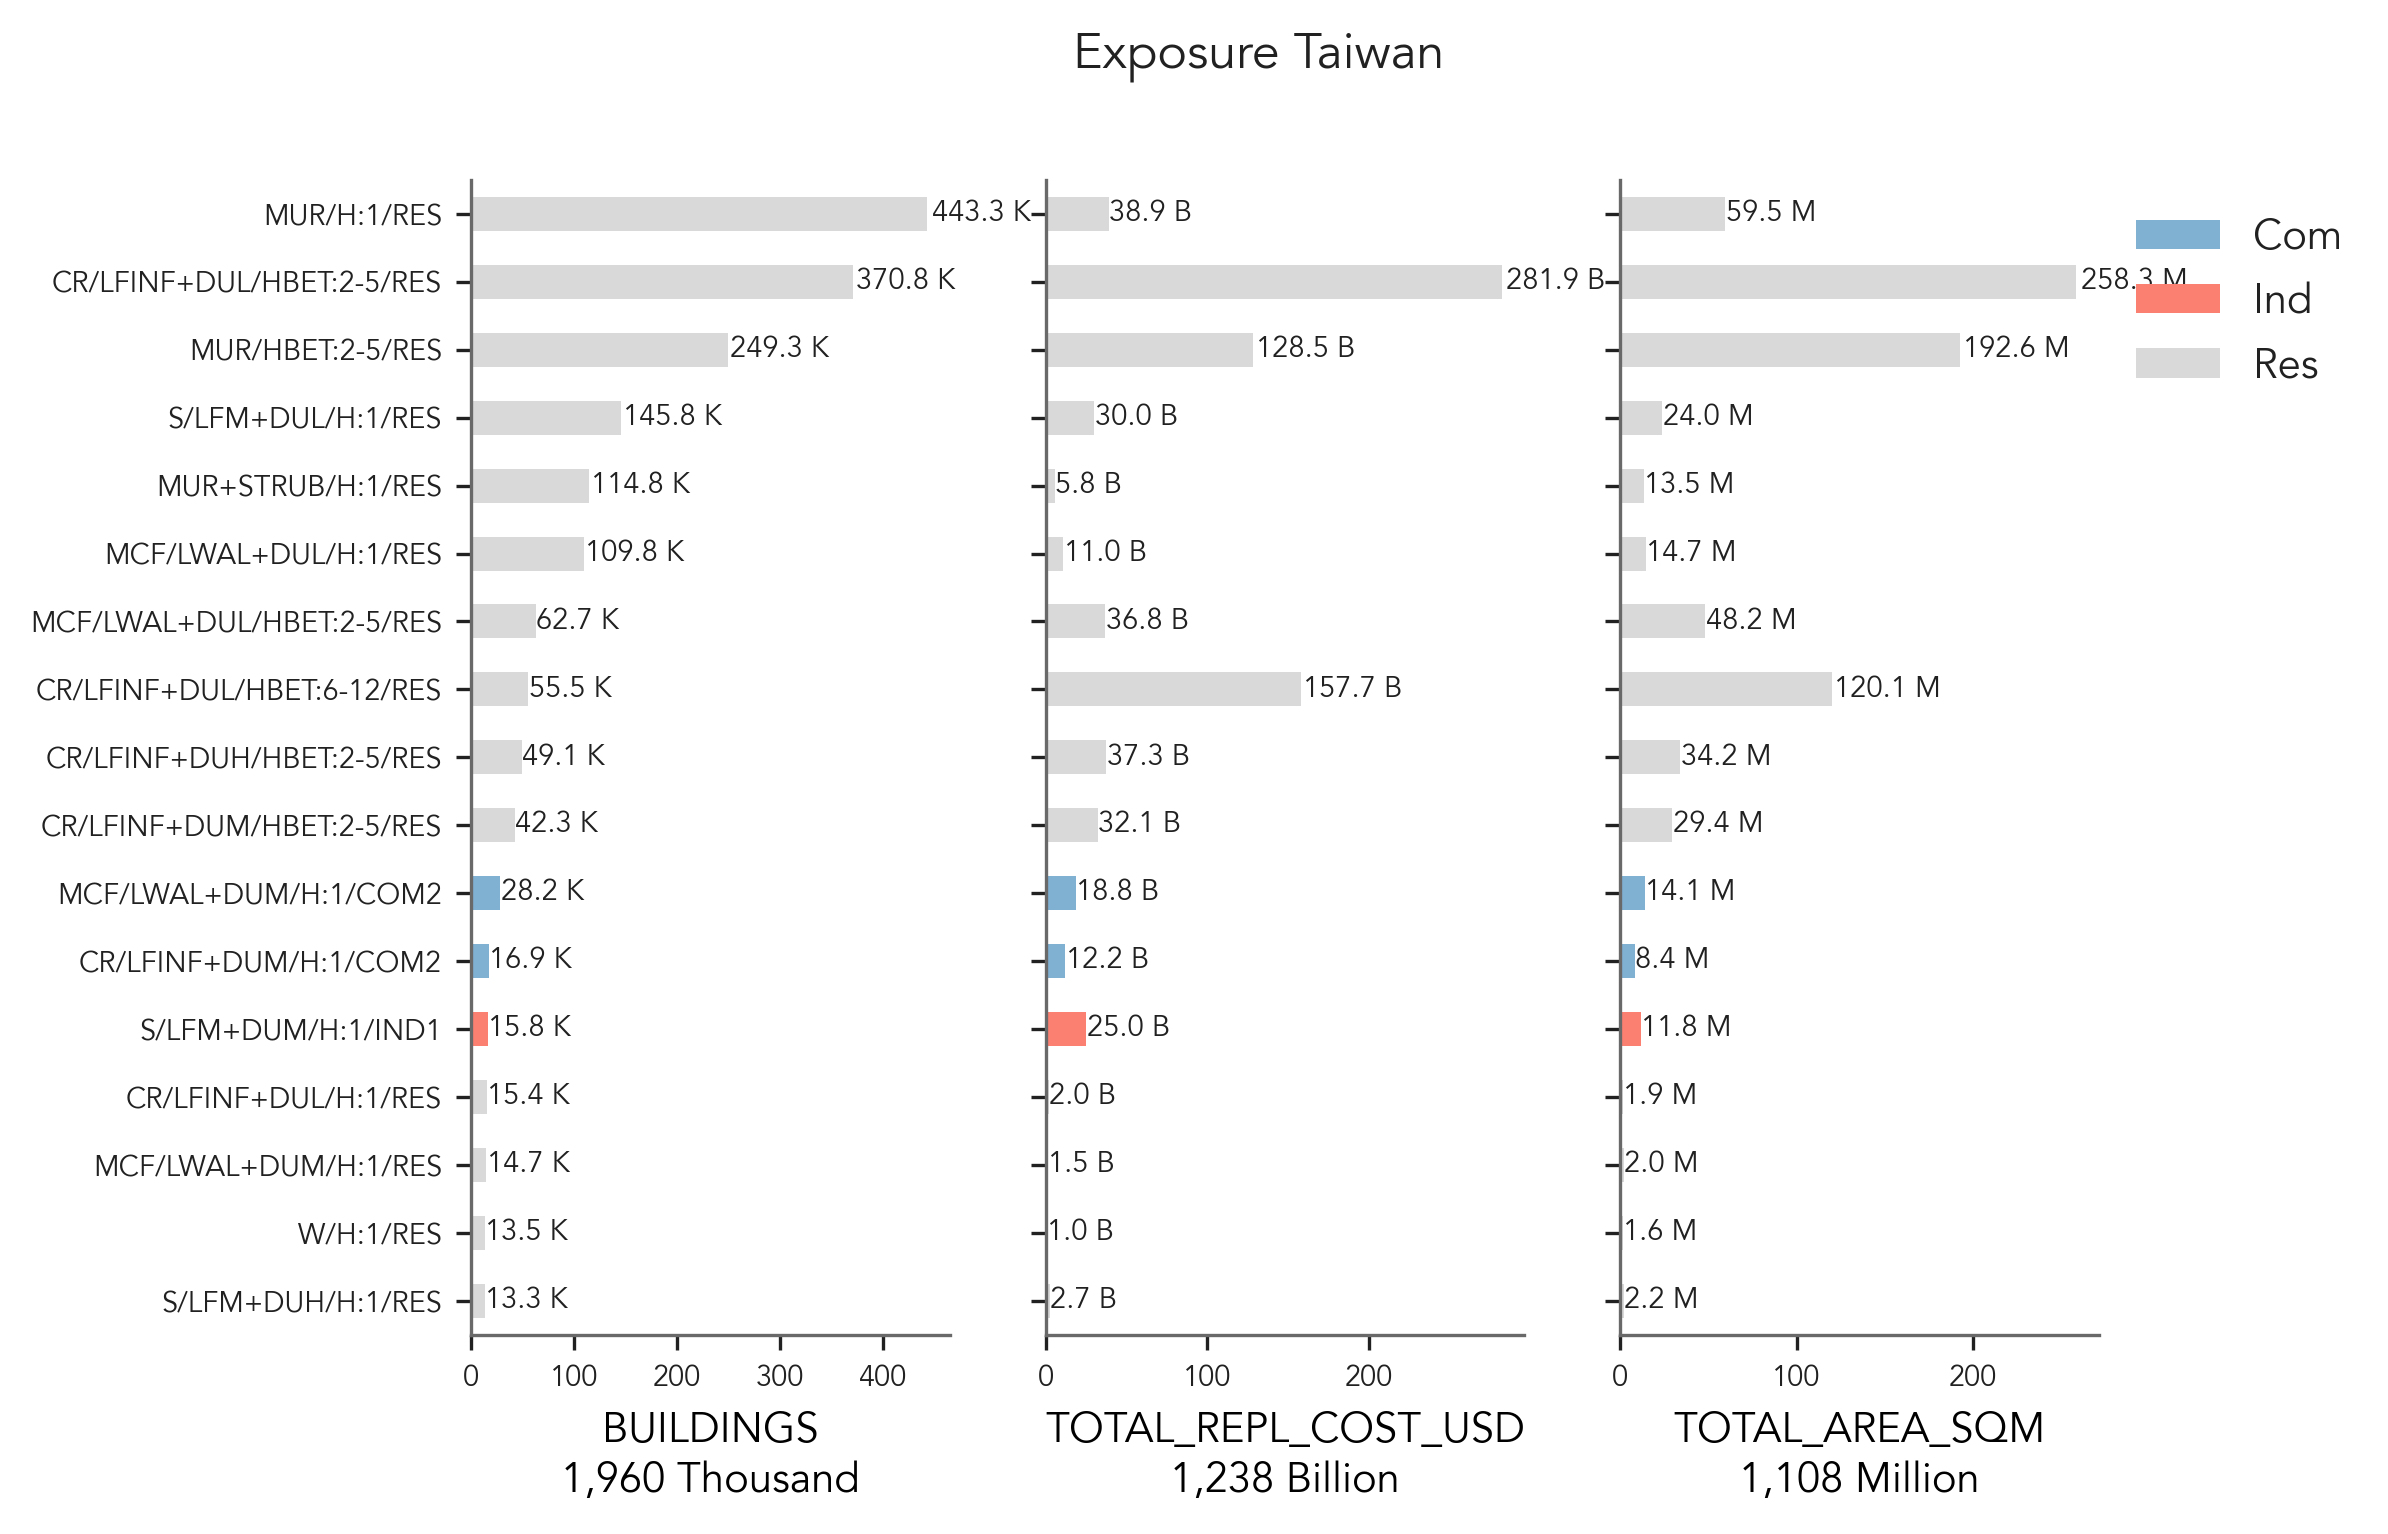 Exposure Taiwan
MUR/H:1/RES 443.3 K 38.9 B 59.5 M
CR/LFINF+DUL/HBET:2-5/RES 370.8 K 281.9 B 258.3 M
MUR/HBET:2-5/RES 249.3 K 128.5 B 192.6 M
S/LFM+DUL/H:1/RES 145.8 K 30.0 B 24.0 M
MUR+STRUB/H:1/RES 114.8 K 5.8 B 13.5 M
MCF/LWAL+DUL/H:1/RES 109.8 K 11.0 B 14.7 M
MCF/LWAL+DUL/HBET:2-5/RES 62.7 K 36.8 B 48.2 M
CR/LFINF+DUL/HBET:6-12/RES 55.5 K 157.7 B 120.1 M
CR/LFINF+DUH/HBET:2-5/RES 49.1 K 37.3 B 34.2 M
CR/LFINF+DUM/HBET:2-5/RES 42.3 K 32.1 B 29.4 M
MCF/LWAL+DUM/H:1/COM2 28.2 K 18.8 B 14.1 M
CR/LFINF+DUM/H:1/COM2 16.9 K 12.2 B 8.4 M
S/LFM+DUM/H:1/IND1 15.8 K 25.0 B 11.8 M
CR/LFINF+DUL/H:1/RES 15.4 K 2.0 B 1.9 M
MCF/LWAL+DUM/H:1/RES 14.7 K 1.5 B 2.0 M
W/H:1/RES 13.5 K 1.0 B 1.6 M
S/LFM+DUH/H:1/RES 13.3 K 2.7 B 2.2 M
0 100 200 300 400
BUILDINGS
1,960 Thousand
0 100 200
TOTAL_REPL_COST_USD
1,238 Billion
0 100 200
TOTAL_AREA_SQM
1,108 Million
Com
Ind
Res